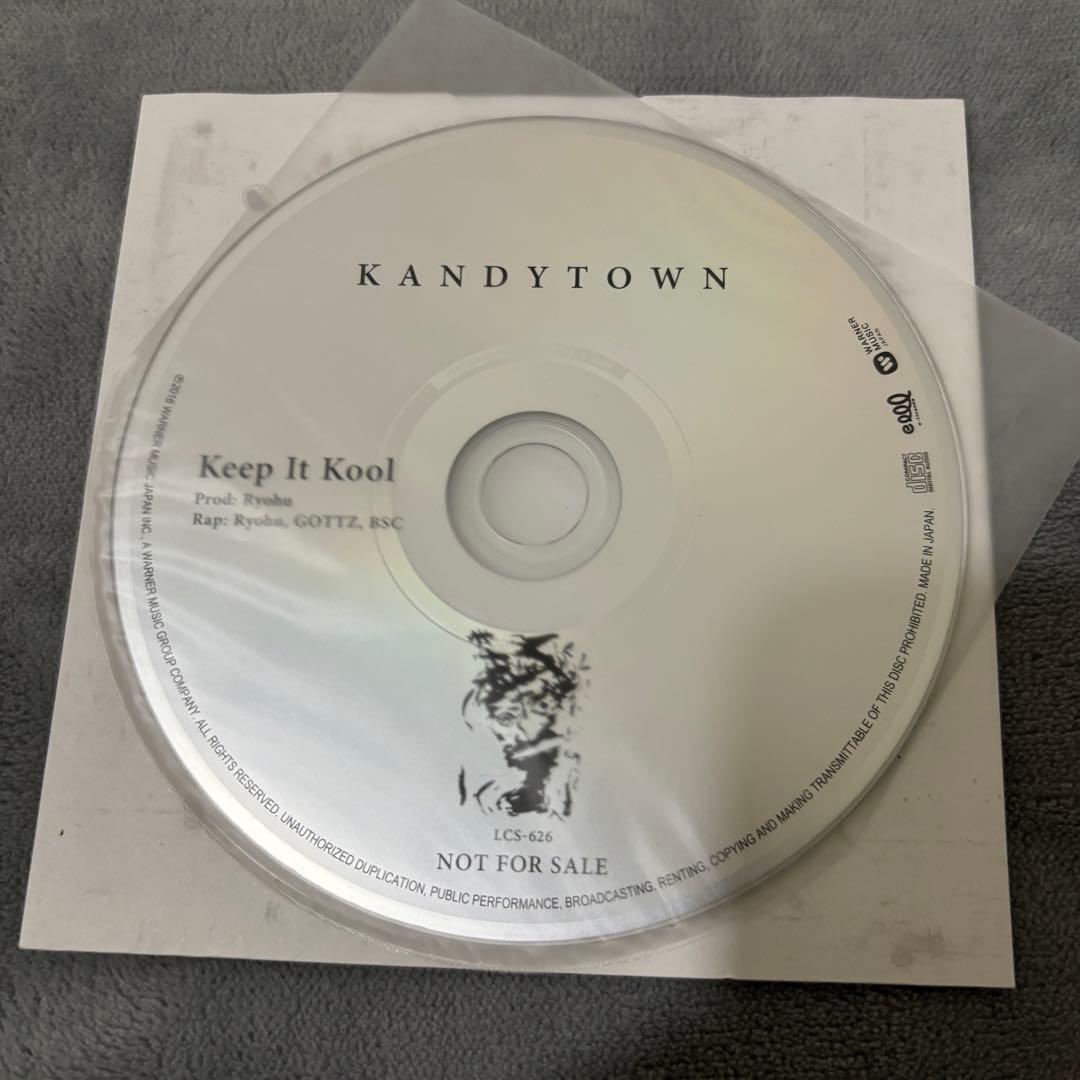 KANDYTOWN
WARNER
MUSIC
JAPAN
e-License
COMPACT
disc
DIGITAL AUDIO
Keep It Kool
Prod: Ryohu
Rap: Ryohu, GOTTZ, BSC
LCS-626
NOT FOR SALE
℗2016 WARNER MUSIC JAPAN INC., A WARNER MUSIC GROUP COMPANY. ALL RIGHTS RESERVED. UNAUTHORIZED DUPLICATION, PUBLIC PERFORMANCE, BROADCASTING, RENTING, COPYING AND MAKING TRANSMITTABLE OF THIS DISC PROHIBITED. MADE IN JAPAN.